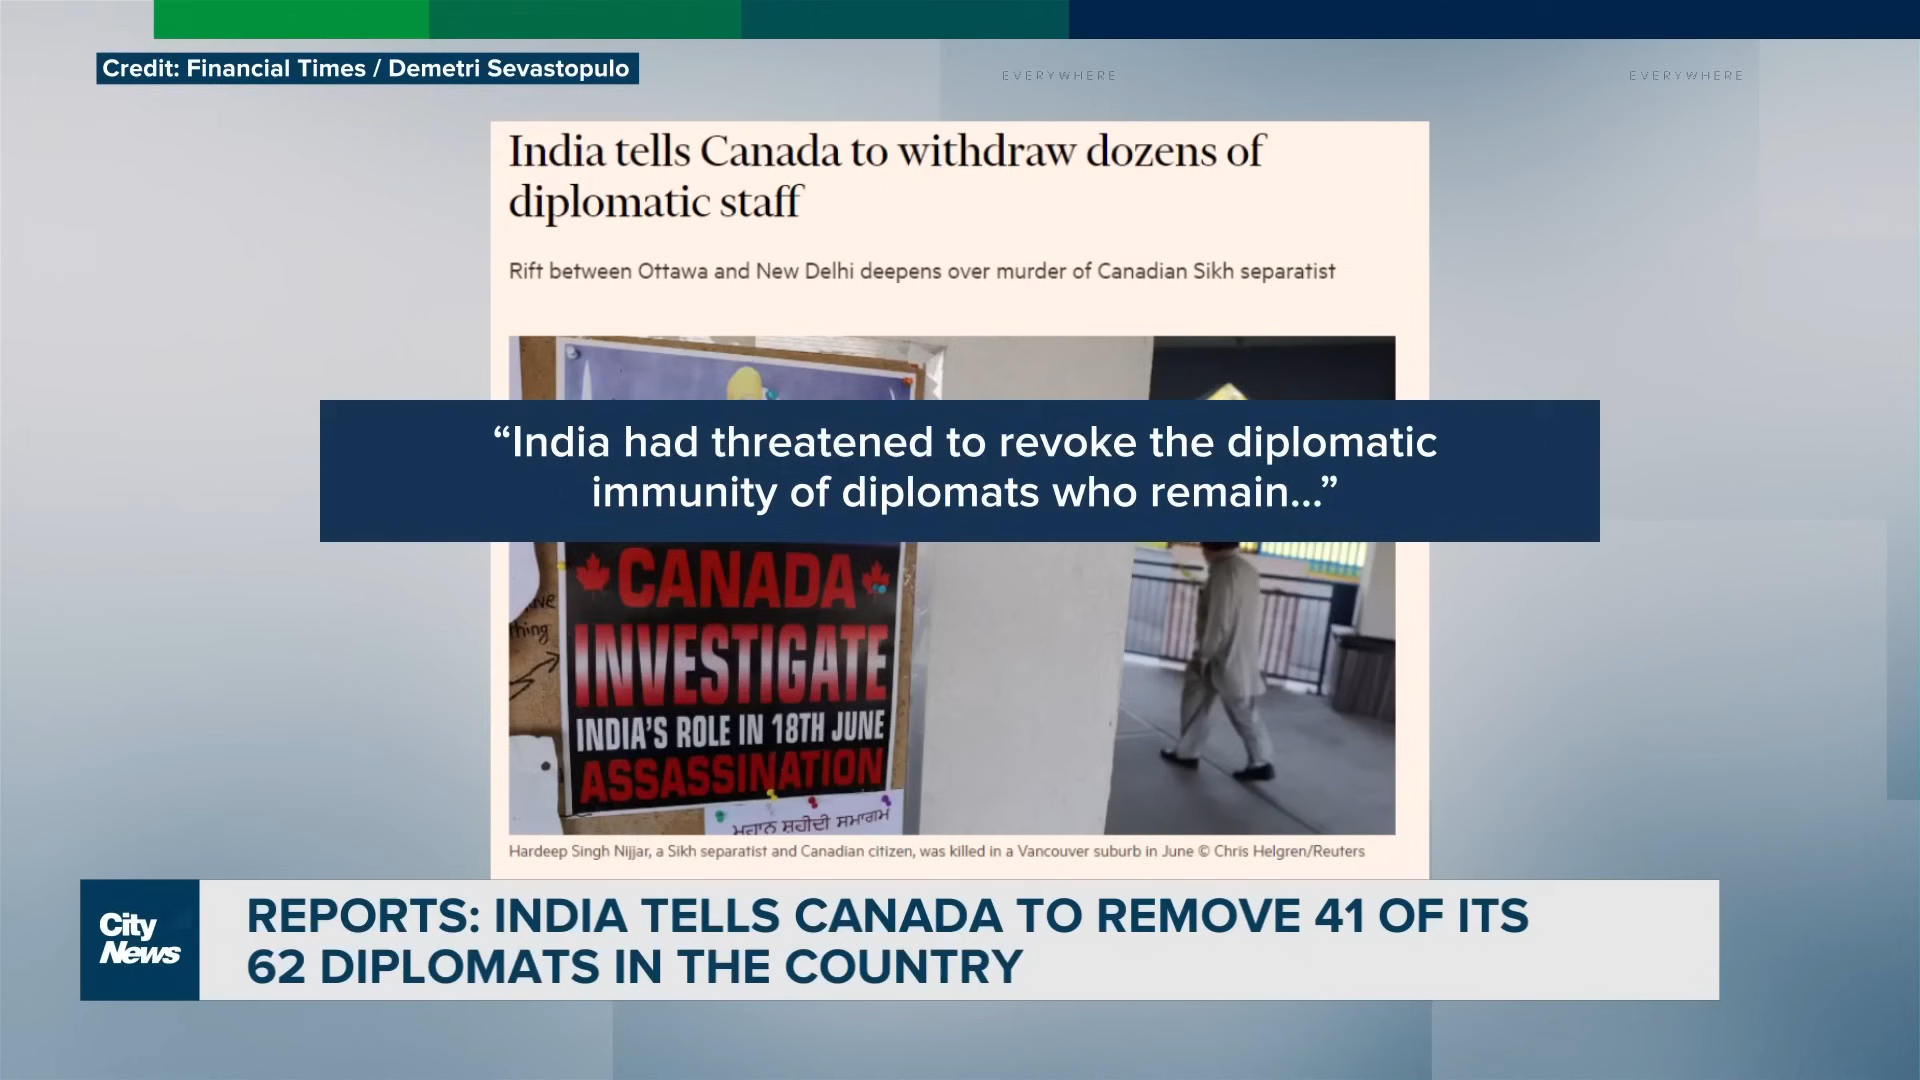 Credit: Financial Times / Demetri Sevastopulo
EVERYWHERE
EVERYWHERE
India tells Canada to withdraw dozens of
diplomatic staff
Rift between Ottawa and New Delhi deepens over murder of Canadian Sikh separatist
“India had threatened to revoke the diplomatic
immunity of diplomats who remain...”
CANADA
INVESTIGATE
INDIA'S ROLE IN 18TH JUNE
ASSASSINATION
ਮਹਾਨ ਸ਼ਹੀਦੀ ਸਮਾਗਮ
Hardeep Singh Nijjar, a Sikh separatist and Canadian citizen, was killed in a Vancouver suburb in June © Chris Helgren/Reuters
City
News
REPORTS: INDIA TELLS CANADA TO REMOVE 41 OF ITS
62 DIPLOMATS IN THE COUNTRY